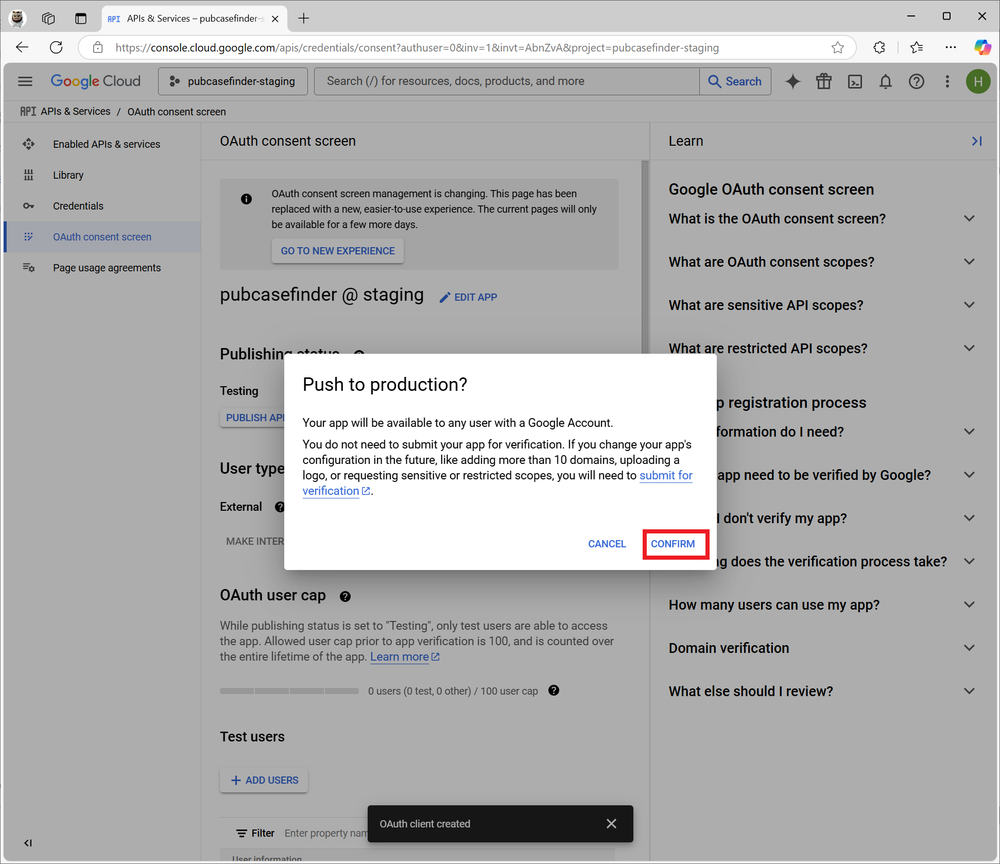 API APIs & Services – pubcasefinder-s
https://console.cloud.google.com/apis/credentials/consent?authuser=0&inv=1&invt=AbnZvA&project=pubcasefinder-staging
Google Cloud
pubcasefinder-staging
Search (/) for resources, docs, products, and more
Search
H
API APIs & Services / OAuth consent screen
Enabled APIs & services
Library
Credentials
OAuth consent screen
Page usage agreements
OAuth consent screen
OAuth consent screen management is changing. This page has been
replaced with a new, easier-to-use experience. The current pages will only
be available for a few more days.
GO TO NEW EXPERIENCE
pubcasefinder @ staging
EDIT APP
Publishing status
Testing
PUBLISH APP
User type
External
MAKE INTER
Push to production?
Your app will be available to any user with a Google Account.
You do not need to submit your app for verification. If you change your app's
configuration in the future, like adding more than 10 domains, uploading a
logo, or requesting sensitive or restricted scopes, you will need to submit for
verification.
CANCEL
CONFIRM
OAuth user cap
While publishing status is set to "Testing", only test users are able to access
the app. Allowed user cap prior to app verification is 100, and is counted over
the entire lifetime of the app. Learn more
0 users (0 test, 0 other) / 100 user cap
Test users
ADD USERS
Filter Enter property nam
User information
OAuth client created
Learn
Google OAuth consent screen
What is the OAuth consent screen?
What are OAuth consent scopes?
What are sensitive API scopes?
What are restricted API scopes?
p registration process
formation do I need?
app need to be verified by Google?
I don't verify my app?
ng does the verification process take?
How many users can use my app?
Domain verification
What else should I review?